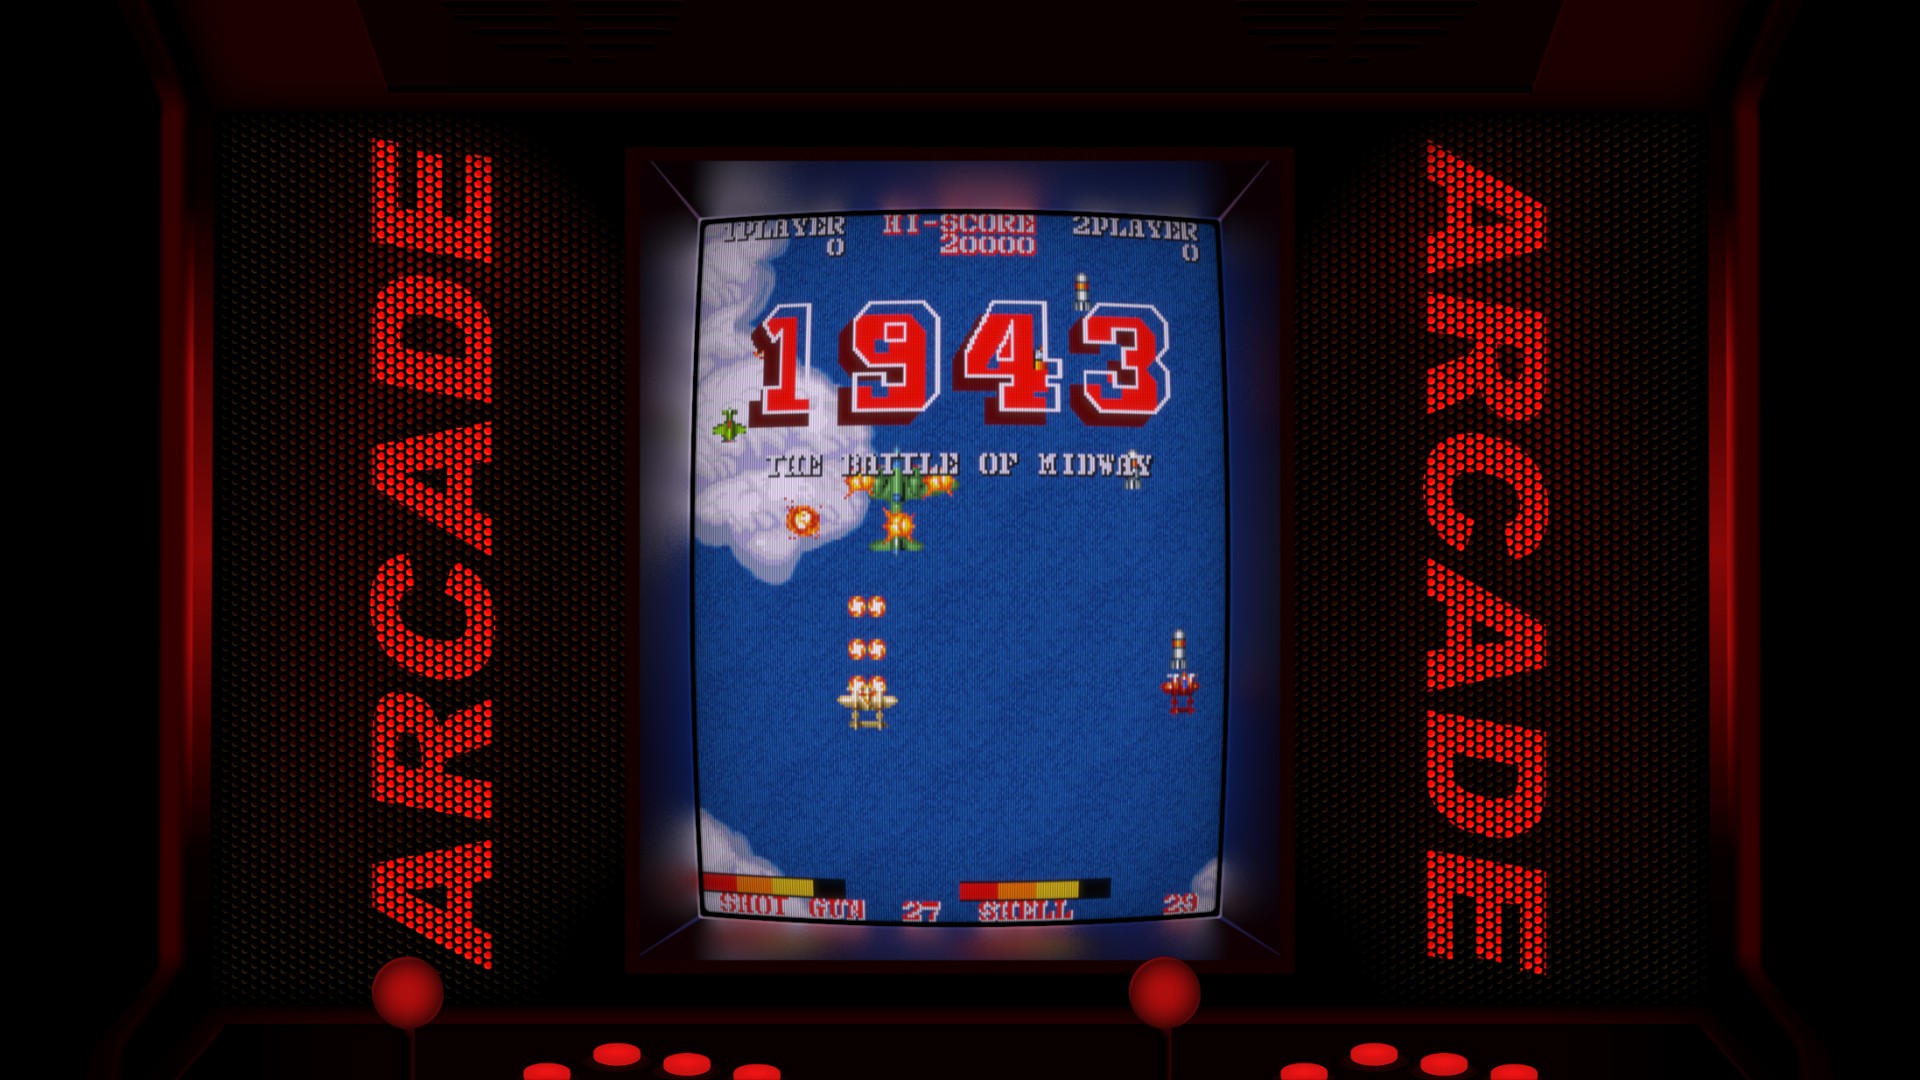 ARCADE
1PLAYER HI-SCORE 2PLAYER
0 20000 0
1943
THE BATTLE OF MIDWAY
SHOT GUN 27 SHELL 29
ARCADE